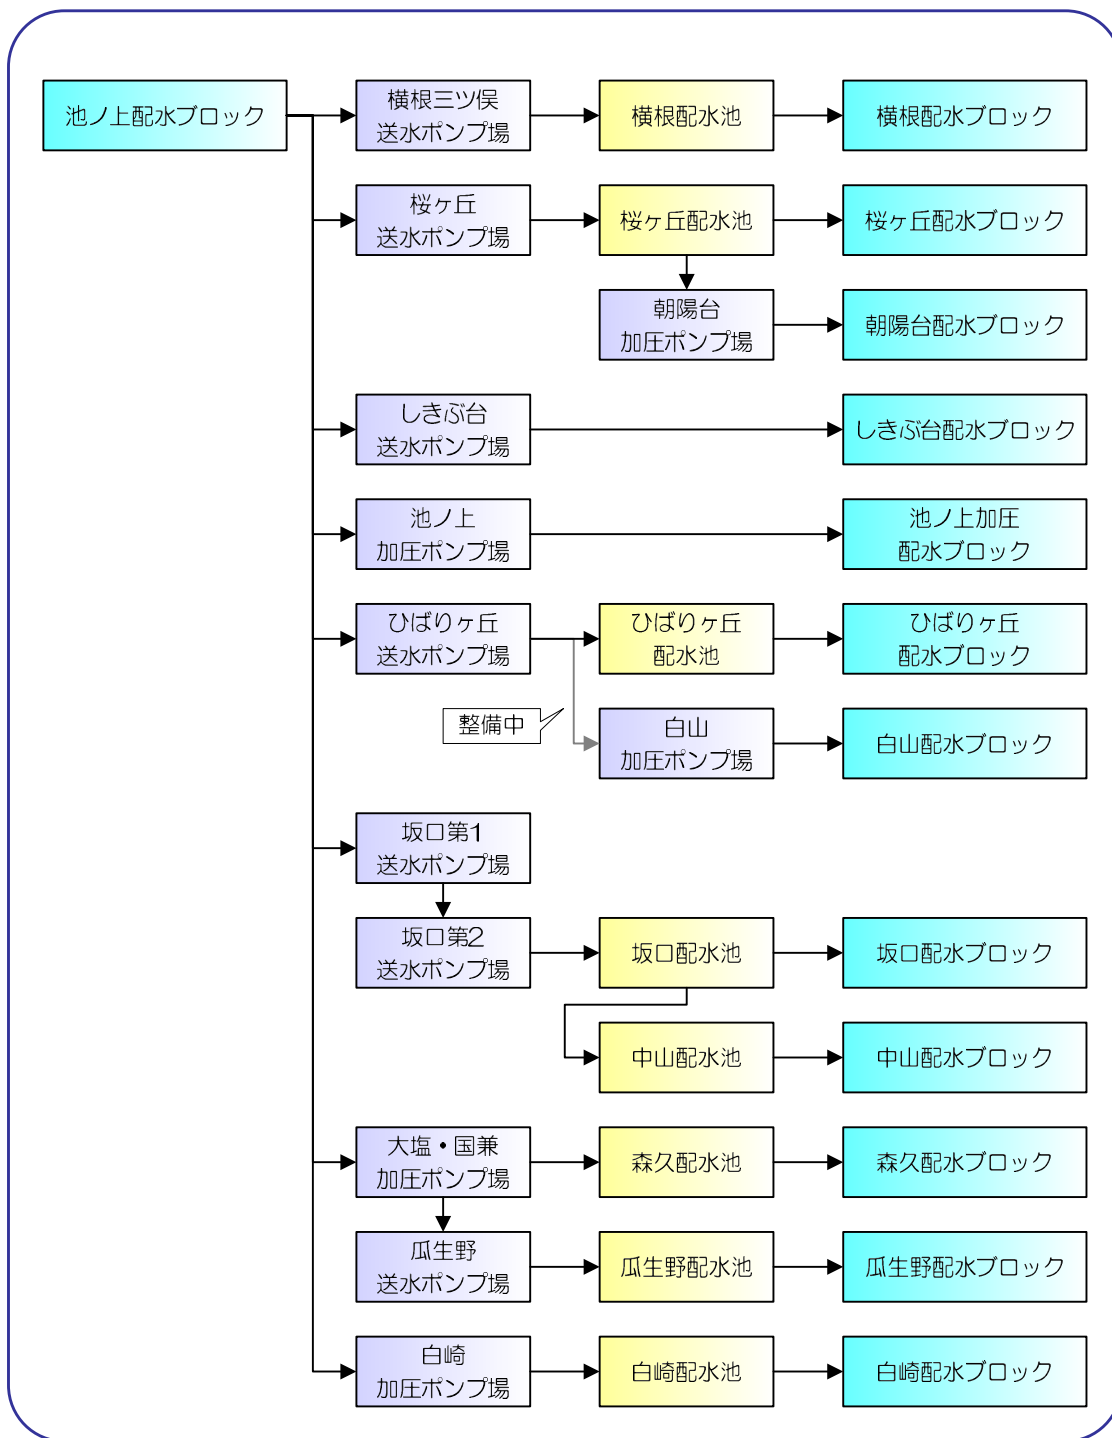 池ノ上配水ブロック
横根三ツ俣
送水ポンプ場
横根配水池
横根配水ブロック
桜ヶ丘
送水ポンプ場
桜ヶ丘配水池
桜ヶ丘配水ブロック
朝陽台
加圧ポンプ場
朝陽台配水ブロック
しきぶ台
送水ポンプ場
しきぶ台配水ブロック
池ノ上
加圧ポンプ場
池ノ上加圧
配水ブロック
ひばりヶ丘
送水ポンプ場
ひばりヶ丘
配水池
ひばりヶ丘
配水ブロック
整備中
白山
加圧ポンプ場
白山配水ブロック
坂口第1
送水ポンプ場
坂口第2
送水ポンプ場
坂口配水池
坂口配水ブロック
中山配水池
中山配水ブロック
大塩・国兼
加圧ポンプ場
森久配水池
森久配水ブロック
瓜生野
送水ポンプ場
瓜生野配水池
瓜生野配水ブロック
白崎
加圧ポンプ場
白崎配水池
白崎配水ブロック